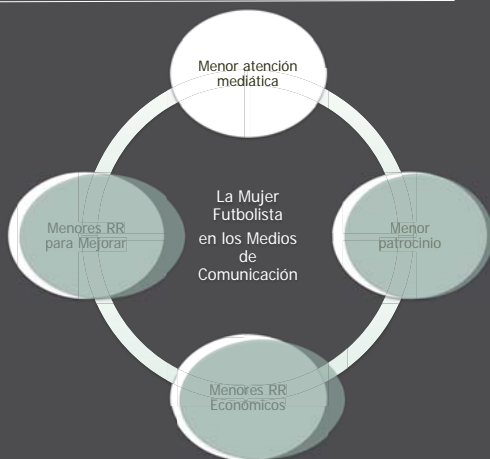 Menor atención
mediática
La Mujer
Futbolista
en los Medios
de
Comunicación
Menores RR
para Mejorar
Menor
patrocinio
Menores RR
Económicos